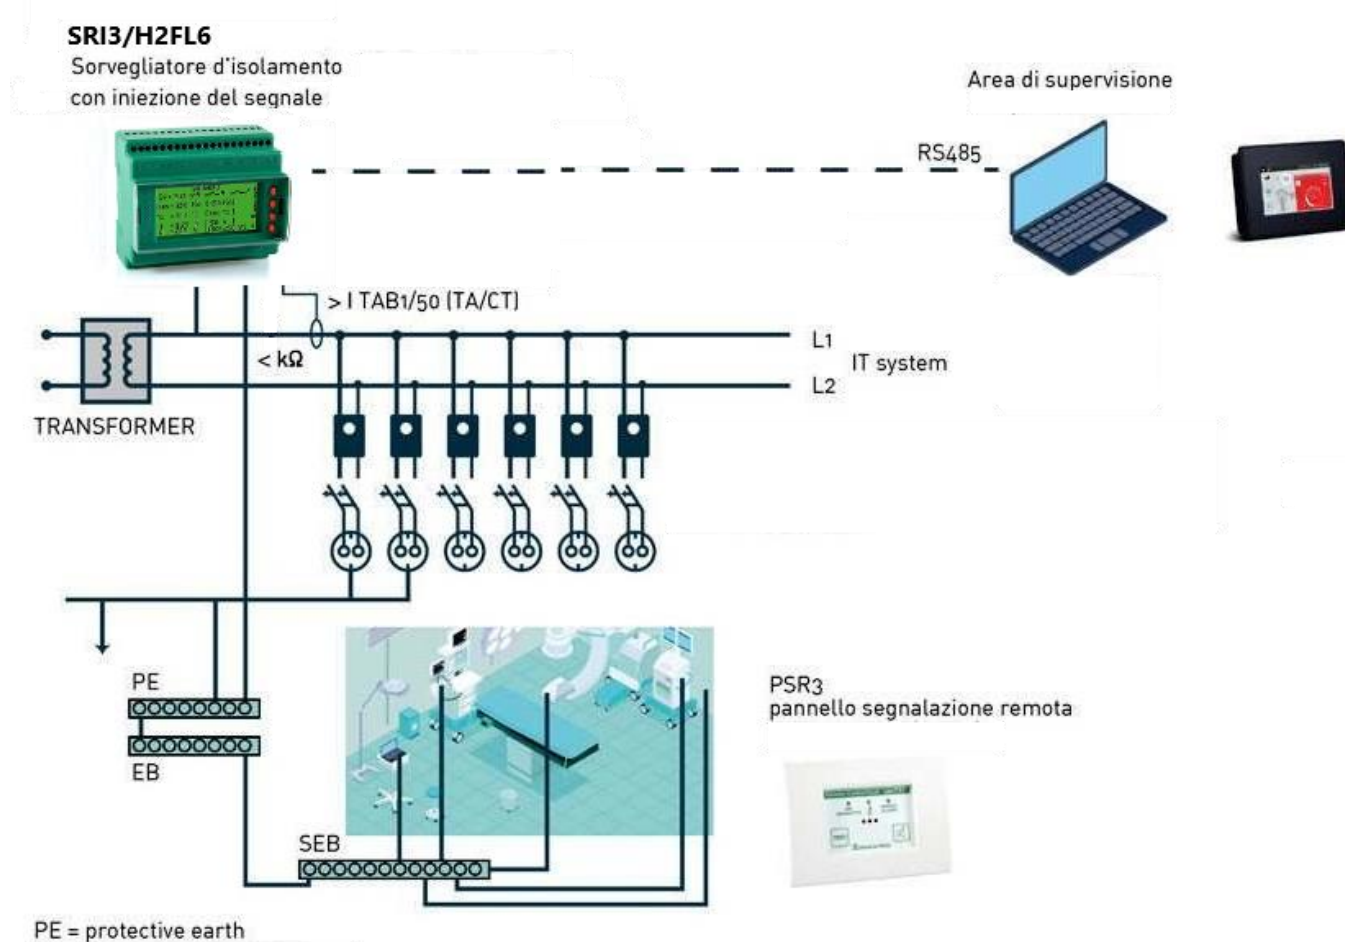 SRI3/H2FL6
Sorvegliatore d'isolamento
con iniezione del segnale
Area di supervisione
RS485
> I TAB1/50 (TA/CT)
< kΩ
L1
IT system
L2
TRANSFORMER
PE
EB
SEB
PSR3
pannello segnalazione remota
PE = protective earth